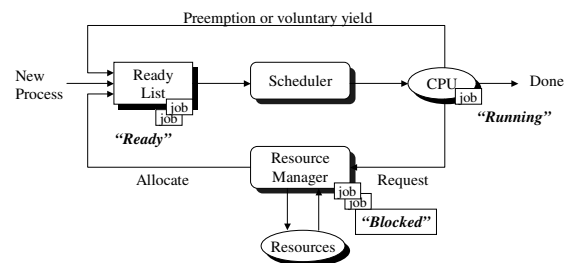 Preemption or voluntary yield
New
Process
Ready
List
job
job
"Ready"
Scheduler
CPU
job
"Running"
Done
Allocate
Resource
Manager
job
job
"Blocked"
Request
Resources